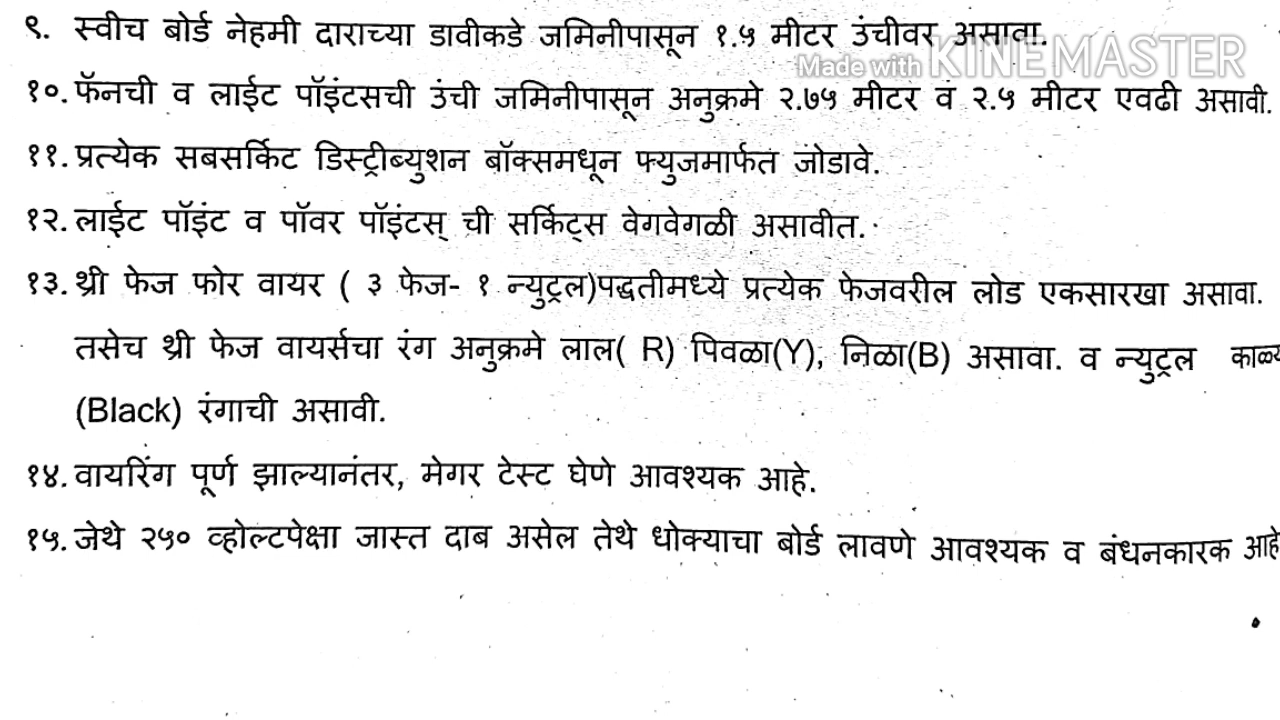 ९. स्वीच बोर्ड नेहमी दाराच्या डावीकडे जमिनीपासून १.५ मीटर उंचीवर असावा.
Made with KINEMASTER
१०. फॅनची व लाईट पॉइंटसची उंची जमिनीपासून अनुक्रमे २.७५ मीटर व २.५ मीटर एवढी असावी.
११. प्रत्येक सबसर्किट डिस्ट्रीब्युशन बॉक्समधून फ्युजमार्फत जोडावे.
१२. लाईट पॉइंट व पॉवर पॉइंटस् ची सर्किट्स वेगवेगळी असावीत.
१३. थ्री फेज फोर वायर ( ३ फेज- १ न्युट्रल)पद्धतीमध्ये प्रत्येक फेजवरील लोड एकसारखा असावा.
तसेच थ्री फेज वायर्सचा रंग अनुक्रमे लाल( R) पिवळा(Y), निळा(B) असावा. व न्युट्रल
(Black) रंगाची असावी.
१४. वायरिंग पूर्ण झाल्यानंतर, मेगर टेस्ट घेणे आवश्यक आहे.
१५. जेथे २५० व्होल्टपेक्षा जास्त दाब असेल तेथे धोक्याचा बोर्ड लावणे आवश्यक व बंधनकारक आहे